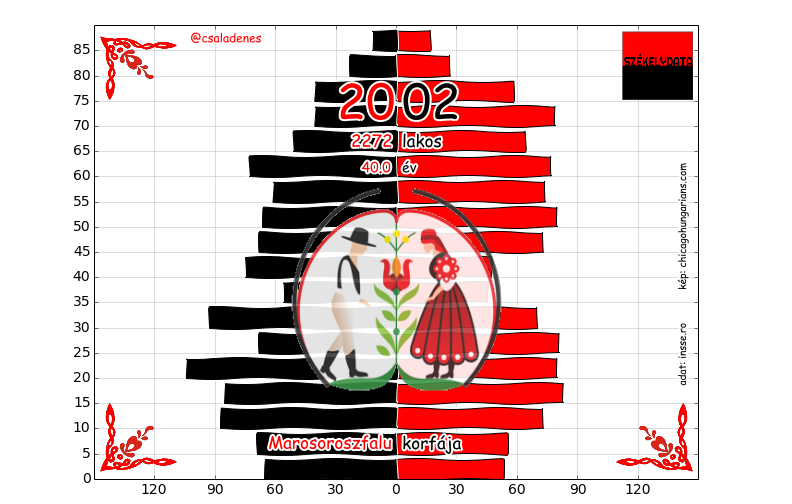 @csaladenes
SZÉKELYDATA
2002
2272 lakos
40.0 év
85
80
75
70
65
60
55
50
45
40
35
30
25
20
15
10
5
0
kép: chicagohungarians.com
adat: insse.ro
Marosoroszfalu korfája
120 90 60 30 0 30 60 90 120